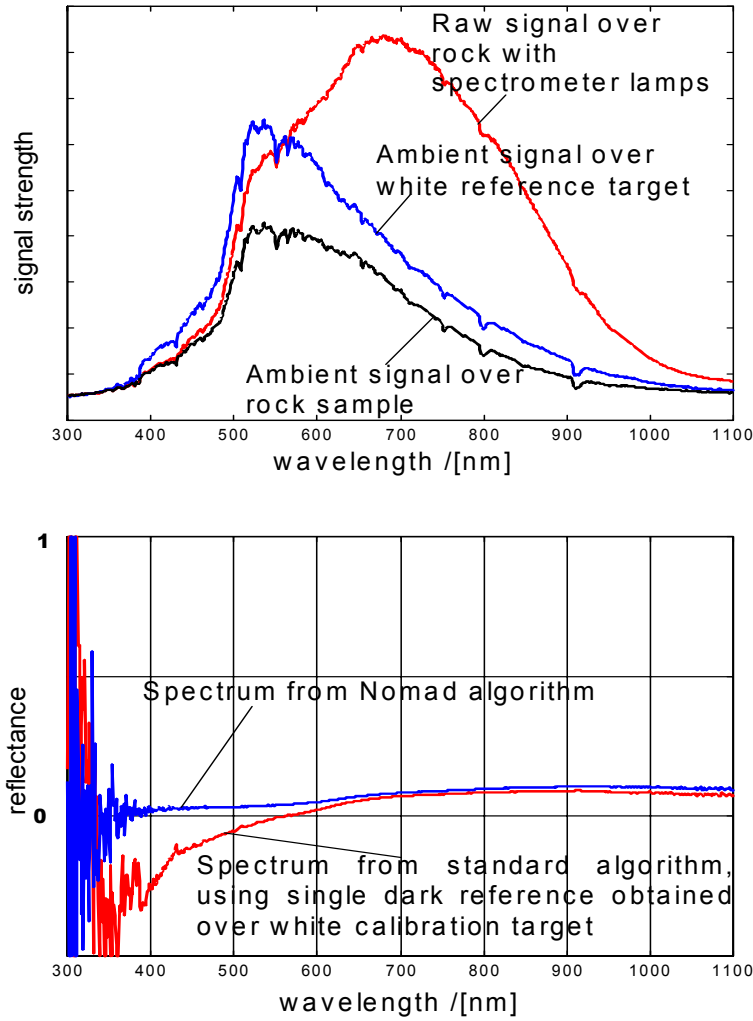 Raw signal over
rock with
spectrometer lamps
Ambient signal over
white reference target
Ambient signal over
rock sample
signal strength
300 400 500 600 700 800 900 1000 1100
wavelength /[nm]
1
Spectrum from Nomad algorithm
reflectance
0
Spectrum from standard algorithm,
using single dark reference obtained
over white calibration target
300 400 500 600 700 800 900 1000 1100
wavelength /[nm]